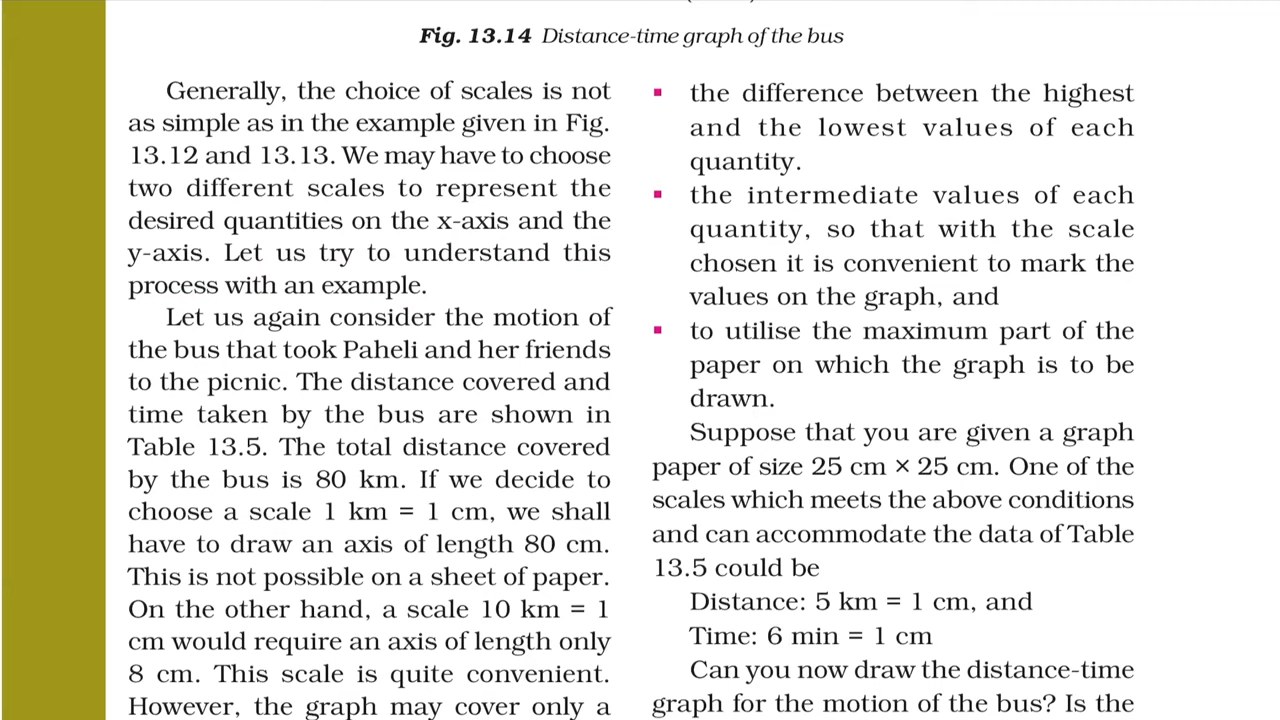 Fig. 13.14 Distance-time graph of the bus
Generally, the choice of scales is not
as simple as in the example given in Fig.
13.12 and 13.13. We may have to choose
two different scales to represent the
desired quantities on the x-axis and the
y-axis. Let us try to understand this
process with an example.
Let us again consider the motion of
the bus that took Paheli and her friends
to the picnic. The distance covered and
time taken by the bus are shown in
Table 13.5. The total distance covered
by the bus is 80 km. If we decide to
choose a scale 1 km = 1 cm, we shall
have to draw an axis of length 80 cm.
This is not possible on a sheet of paper.
On the other hand, a scale 10 km = 1
cm would require an axis of length only
8 cm. This scale is quite convenient.
However, the graph may cover only a
▪ the difference between the highest
and the lowest values of each
quantity.
▪ the intermediate values of each
quantity, so that with the scale
chosen it is convenient to mark the
values on the graph, and
▪ to utilise the maximum part of the
paper on which the graph is to be
drawn.
Suppose that you are given a graph
paper of size 25 cm × 25 cm. One of the
scales which meets the above conditions
and can accommodate the data of Table
13.5 could be
Distance: 5 km = 1 cm, and
Time: 6 min = 1 cm
Can you now draw the distance-time
graph for the motion of the bus? Is the